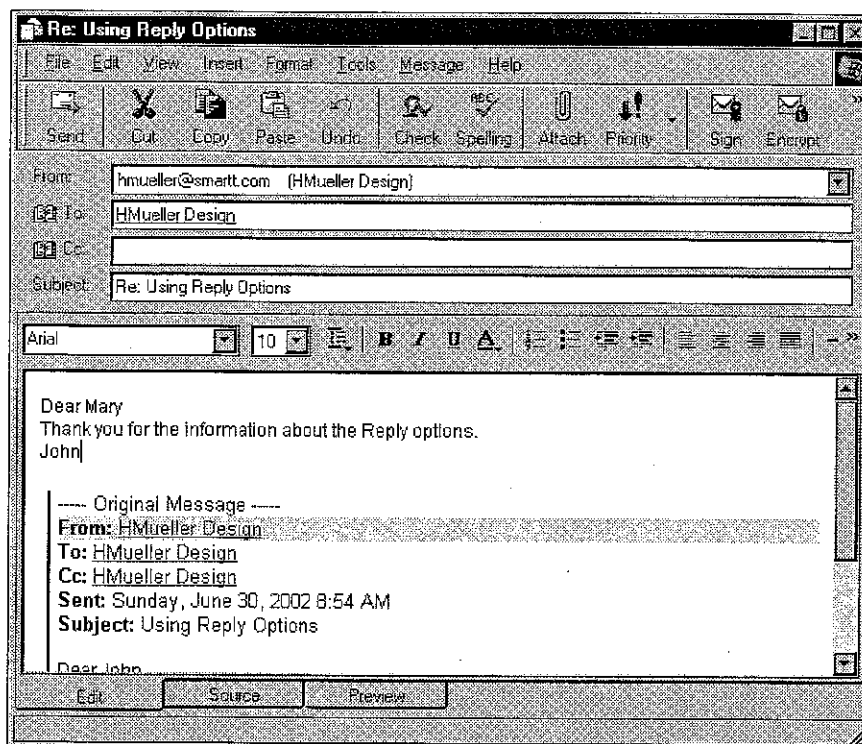 Re: Using Reply Options
File Edit View Insert Format Tools Message Help
Send Cut Copy Paste Undo Check Spelling Attach Priority Sign Encrypt
From: hmueller@smartt.com (HMueller Design)
To: HMueller Design
Cc:
Subject: Re: Using Reply Options
Arial 10 B I U A
Dear Mary
Thank you for the information about the Reply options.
John
----- Original Message -----
From: HMueller Design
To: HMueller Design
Cc: HMueller Design
Sent: Sunday, June 30, 2002 8:54 AM
Subject: Using Reply Options
Dear John
Edit Source Preview